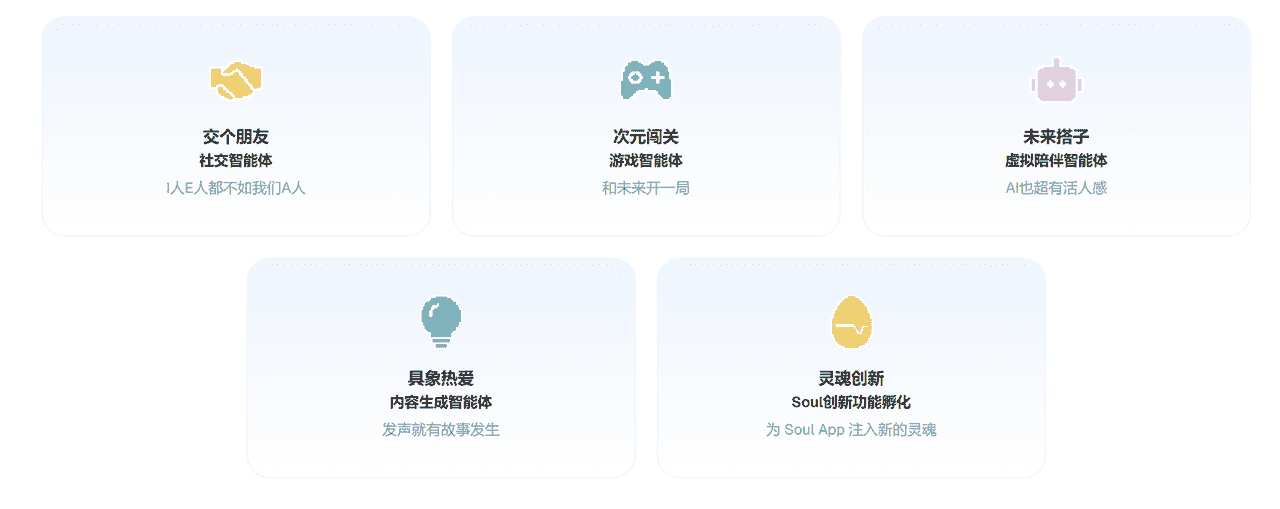 交个朋友
社交智能体
I人E人都不如我们A人
次元闯关
游戏智能体
和未来开一局
未来搭子
虚拟陪伴智能体
AI也超有活人感
具象热爱
内容生成智能体
发声就有故事发生
灵魂创新
Soul创新功能孵化
为 Soul App 注入新的灵魂